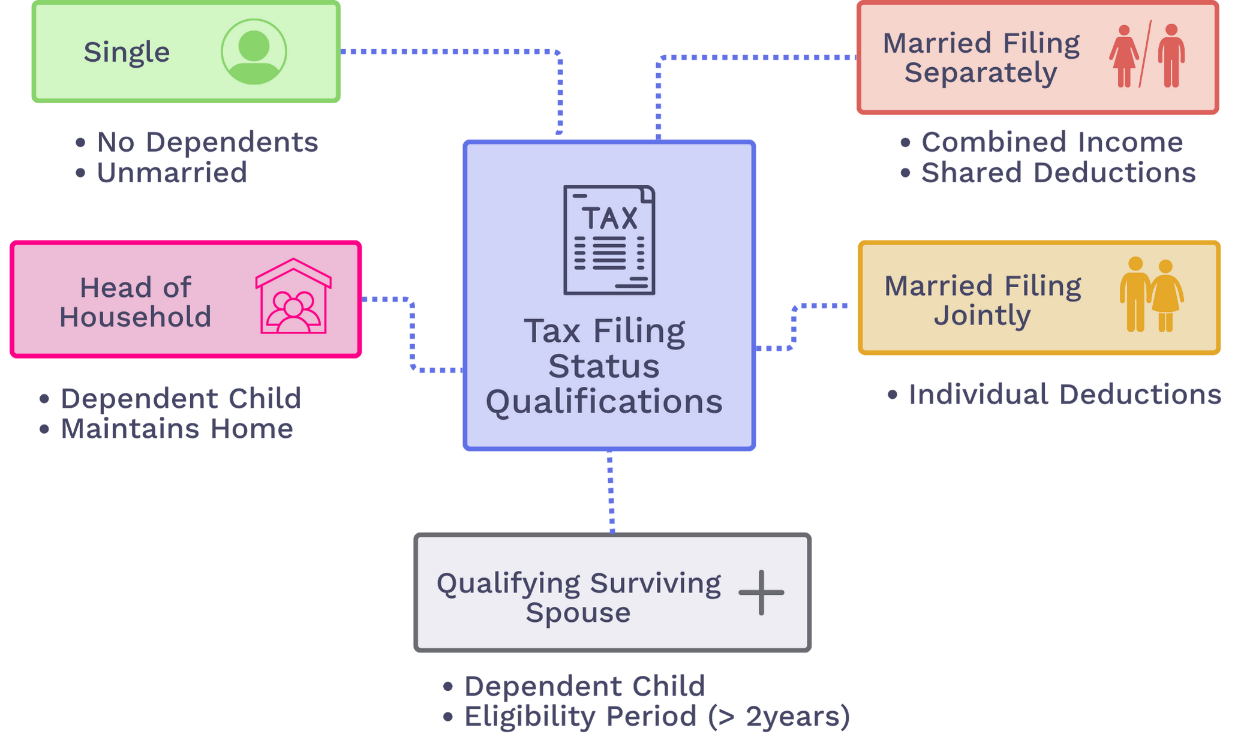 Single
• No Dependents
• Unmarried
Married Filing
Separately
• Combined Income
• Shared Deductions
Head of
Household
• Dependent Child
• Maintains Home
TAX
Tax Filing
Status
Qualifications
Married Filing
Jointly
• Individual Deductions
Qualifying Surviving
Spouse
• Dependent Child
• Eligibility Period (> 2years)